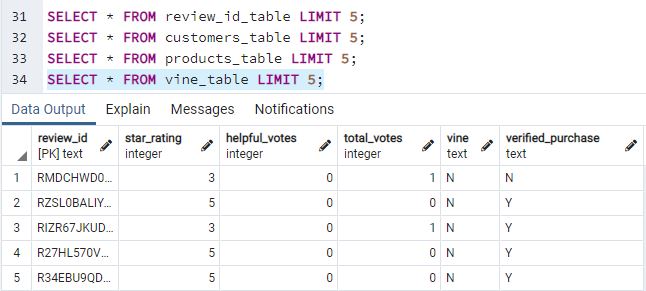 31 SELECT * FROM review_id_table LIMIT 5;
32 SELECT * FROM customers_table LIMIT 5;
33 SELECT * FROM products_table LIMIT 5;
34 SELECT * FROM vine_table LIMIT 5;
Data Output Explain Messages Notifications
review_id star_rating helpful_votes total_votes vine verified_purchase
[PK] text integer integer integer text text
1 RMDCHWD0... 3 0 1 N N
2 RZSL0BALIY... 5 0 0 N Y
3 RIZR67JKUD... 3 0 1 N Y
4 R27HL570V... 5 0 0 N Y
5 R34EBU9QD... 5 0 0 N Y